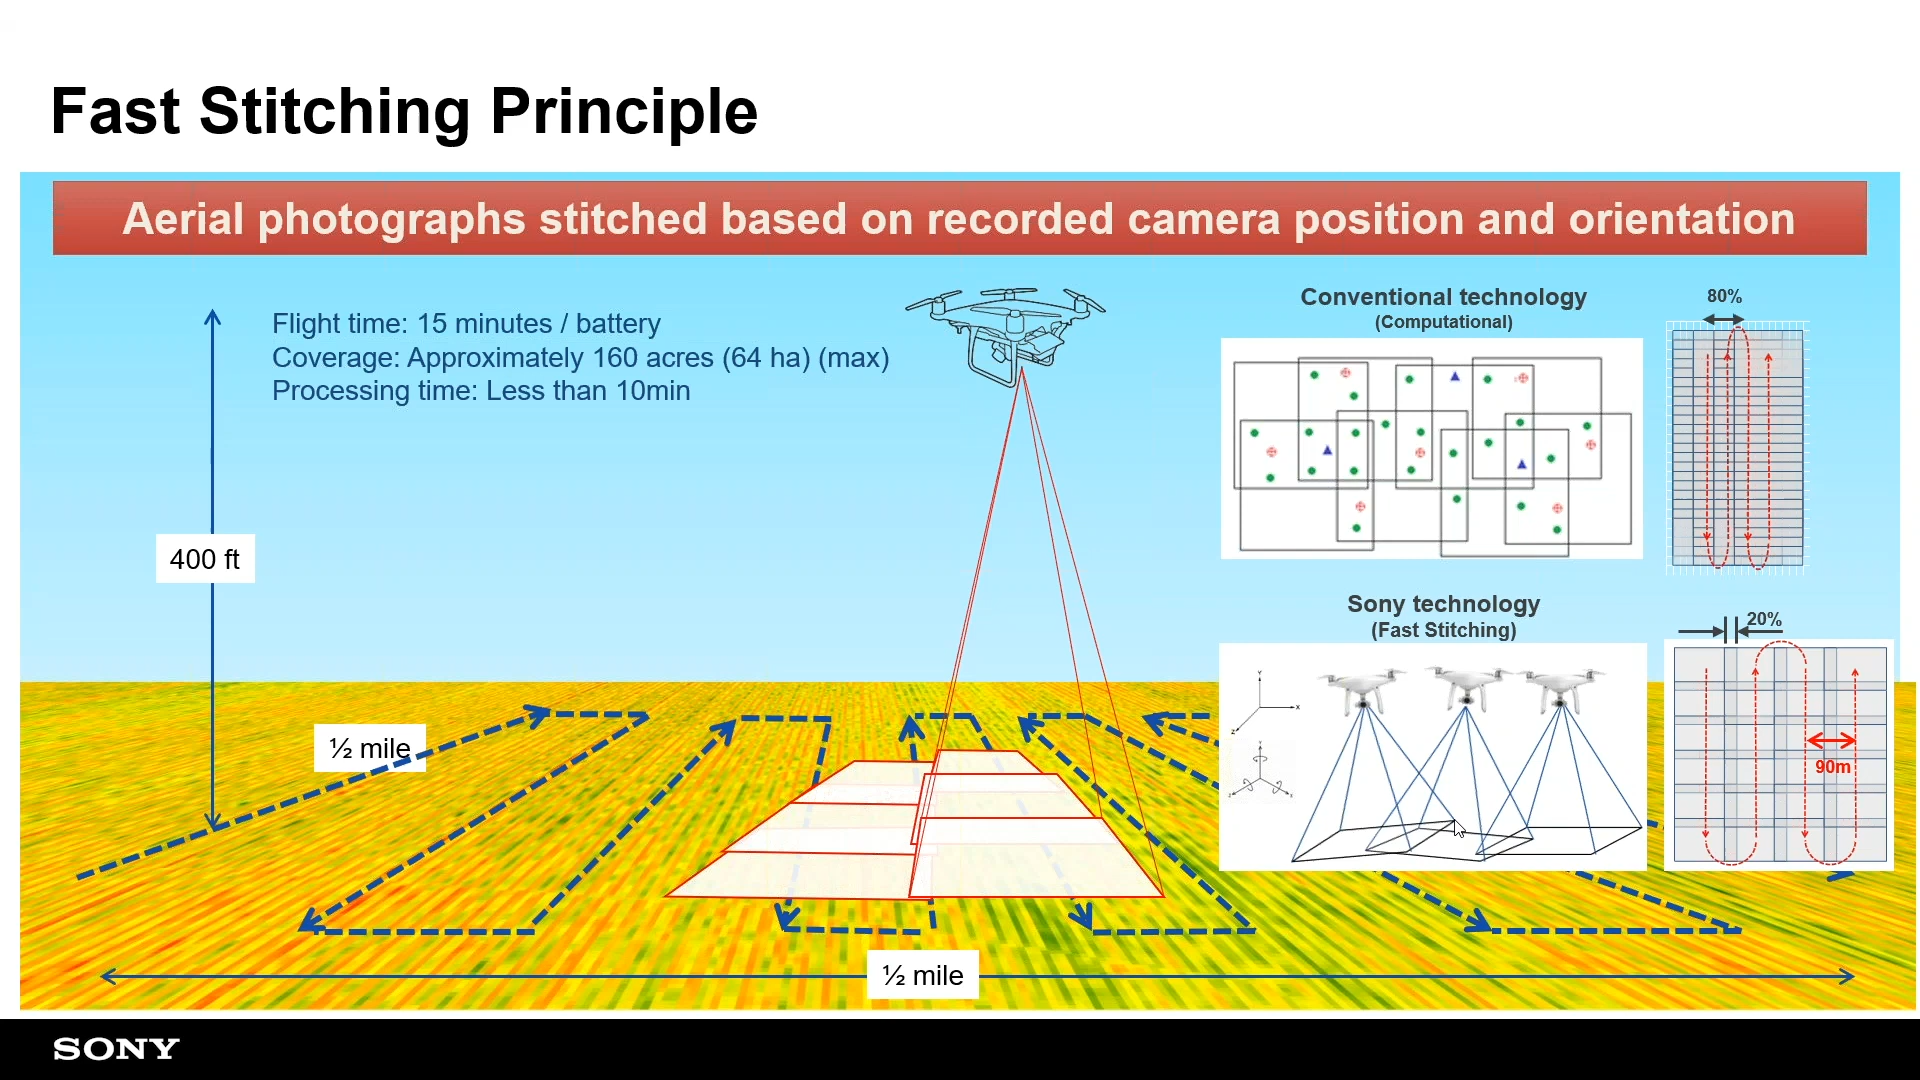 Fast Stitching Principle
Aerial photographs stitched based on recorded camera position and orientation
Flight time: 15 minutes / battery
Coverage: Approximately 160 acres (64 ha) (max)
Processing time: Less than 10min
400 ft
½ mile
½ mile
Conventional technology
(Computational)
80%
Sony technology
(Fast Stitching)
20%
90m
SONY